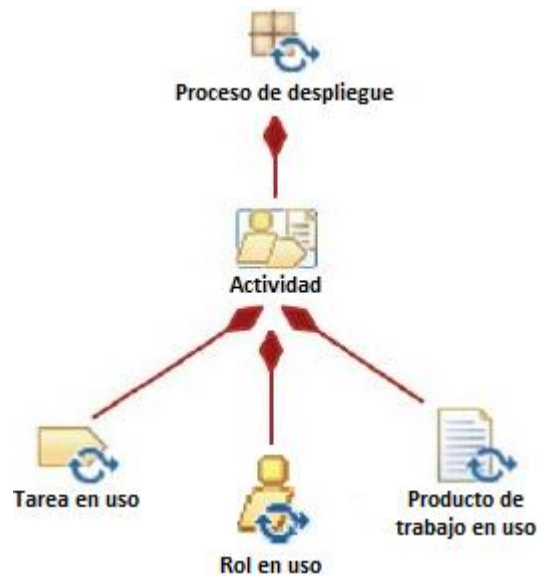 Proceso de despliegue
Actividad
Tarea en uso
Rol en uso
Producto de
trabajo en uso